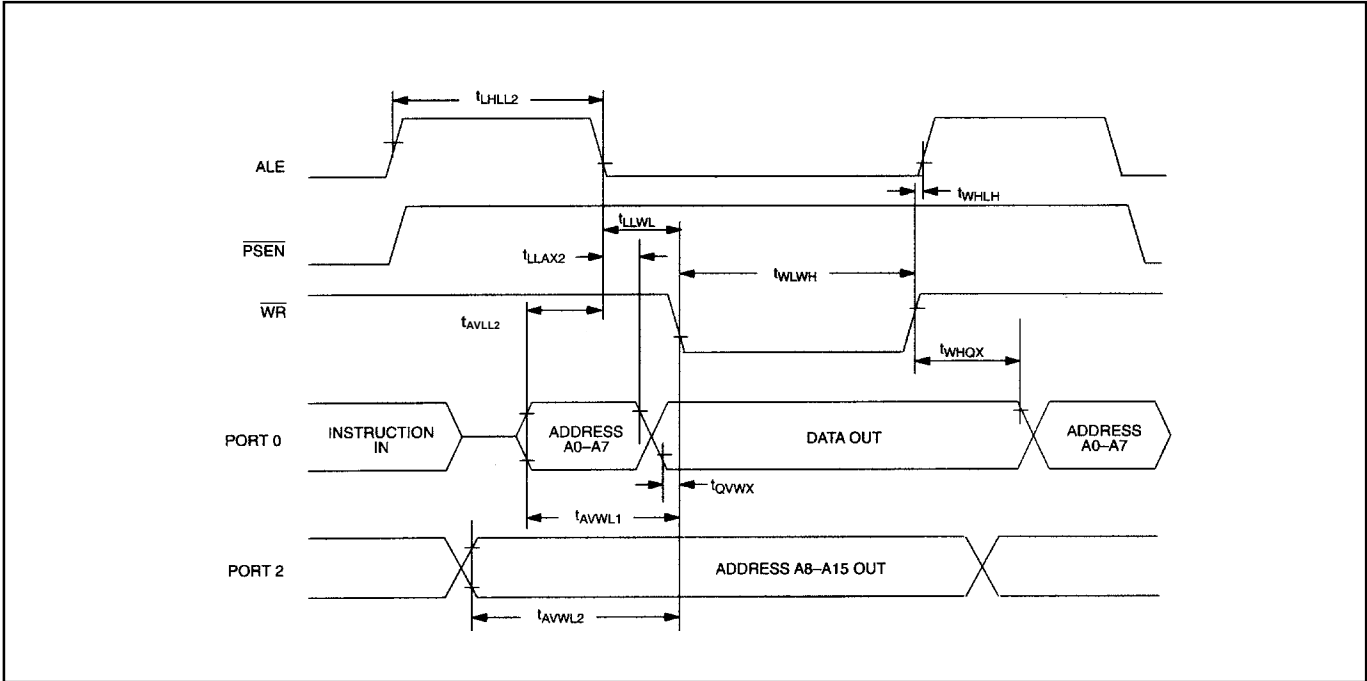 tLHLL2
ALE
tWHLH
tLLWL
PSEN
tLLAX2
tWLWH
WR
tAVLL2
tWHQX
PORT 0
INSTRUCTION
IN
ADDRESS
A0–A7
DATA OUT
ADDRESS
A0–A7
tQVWX
tAVWL1
PORT 2
ADDRESS A8–A15 OUT
tAVWL2